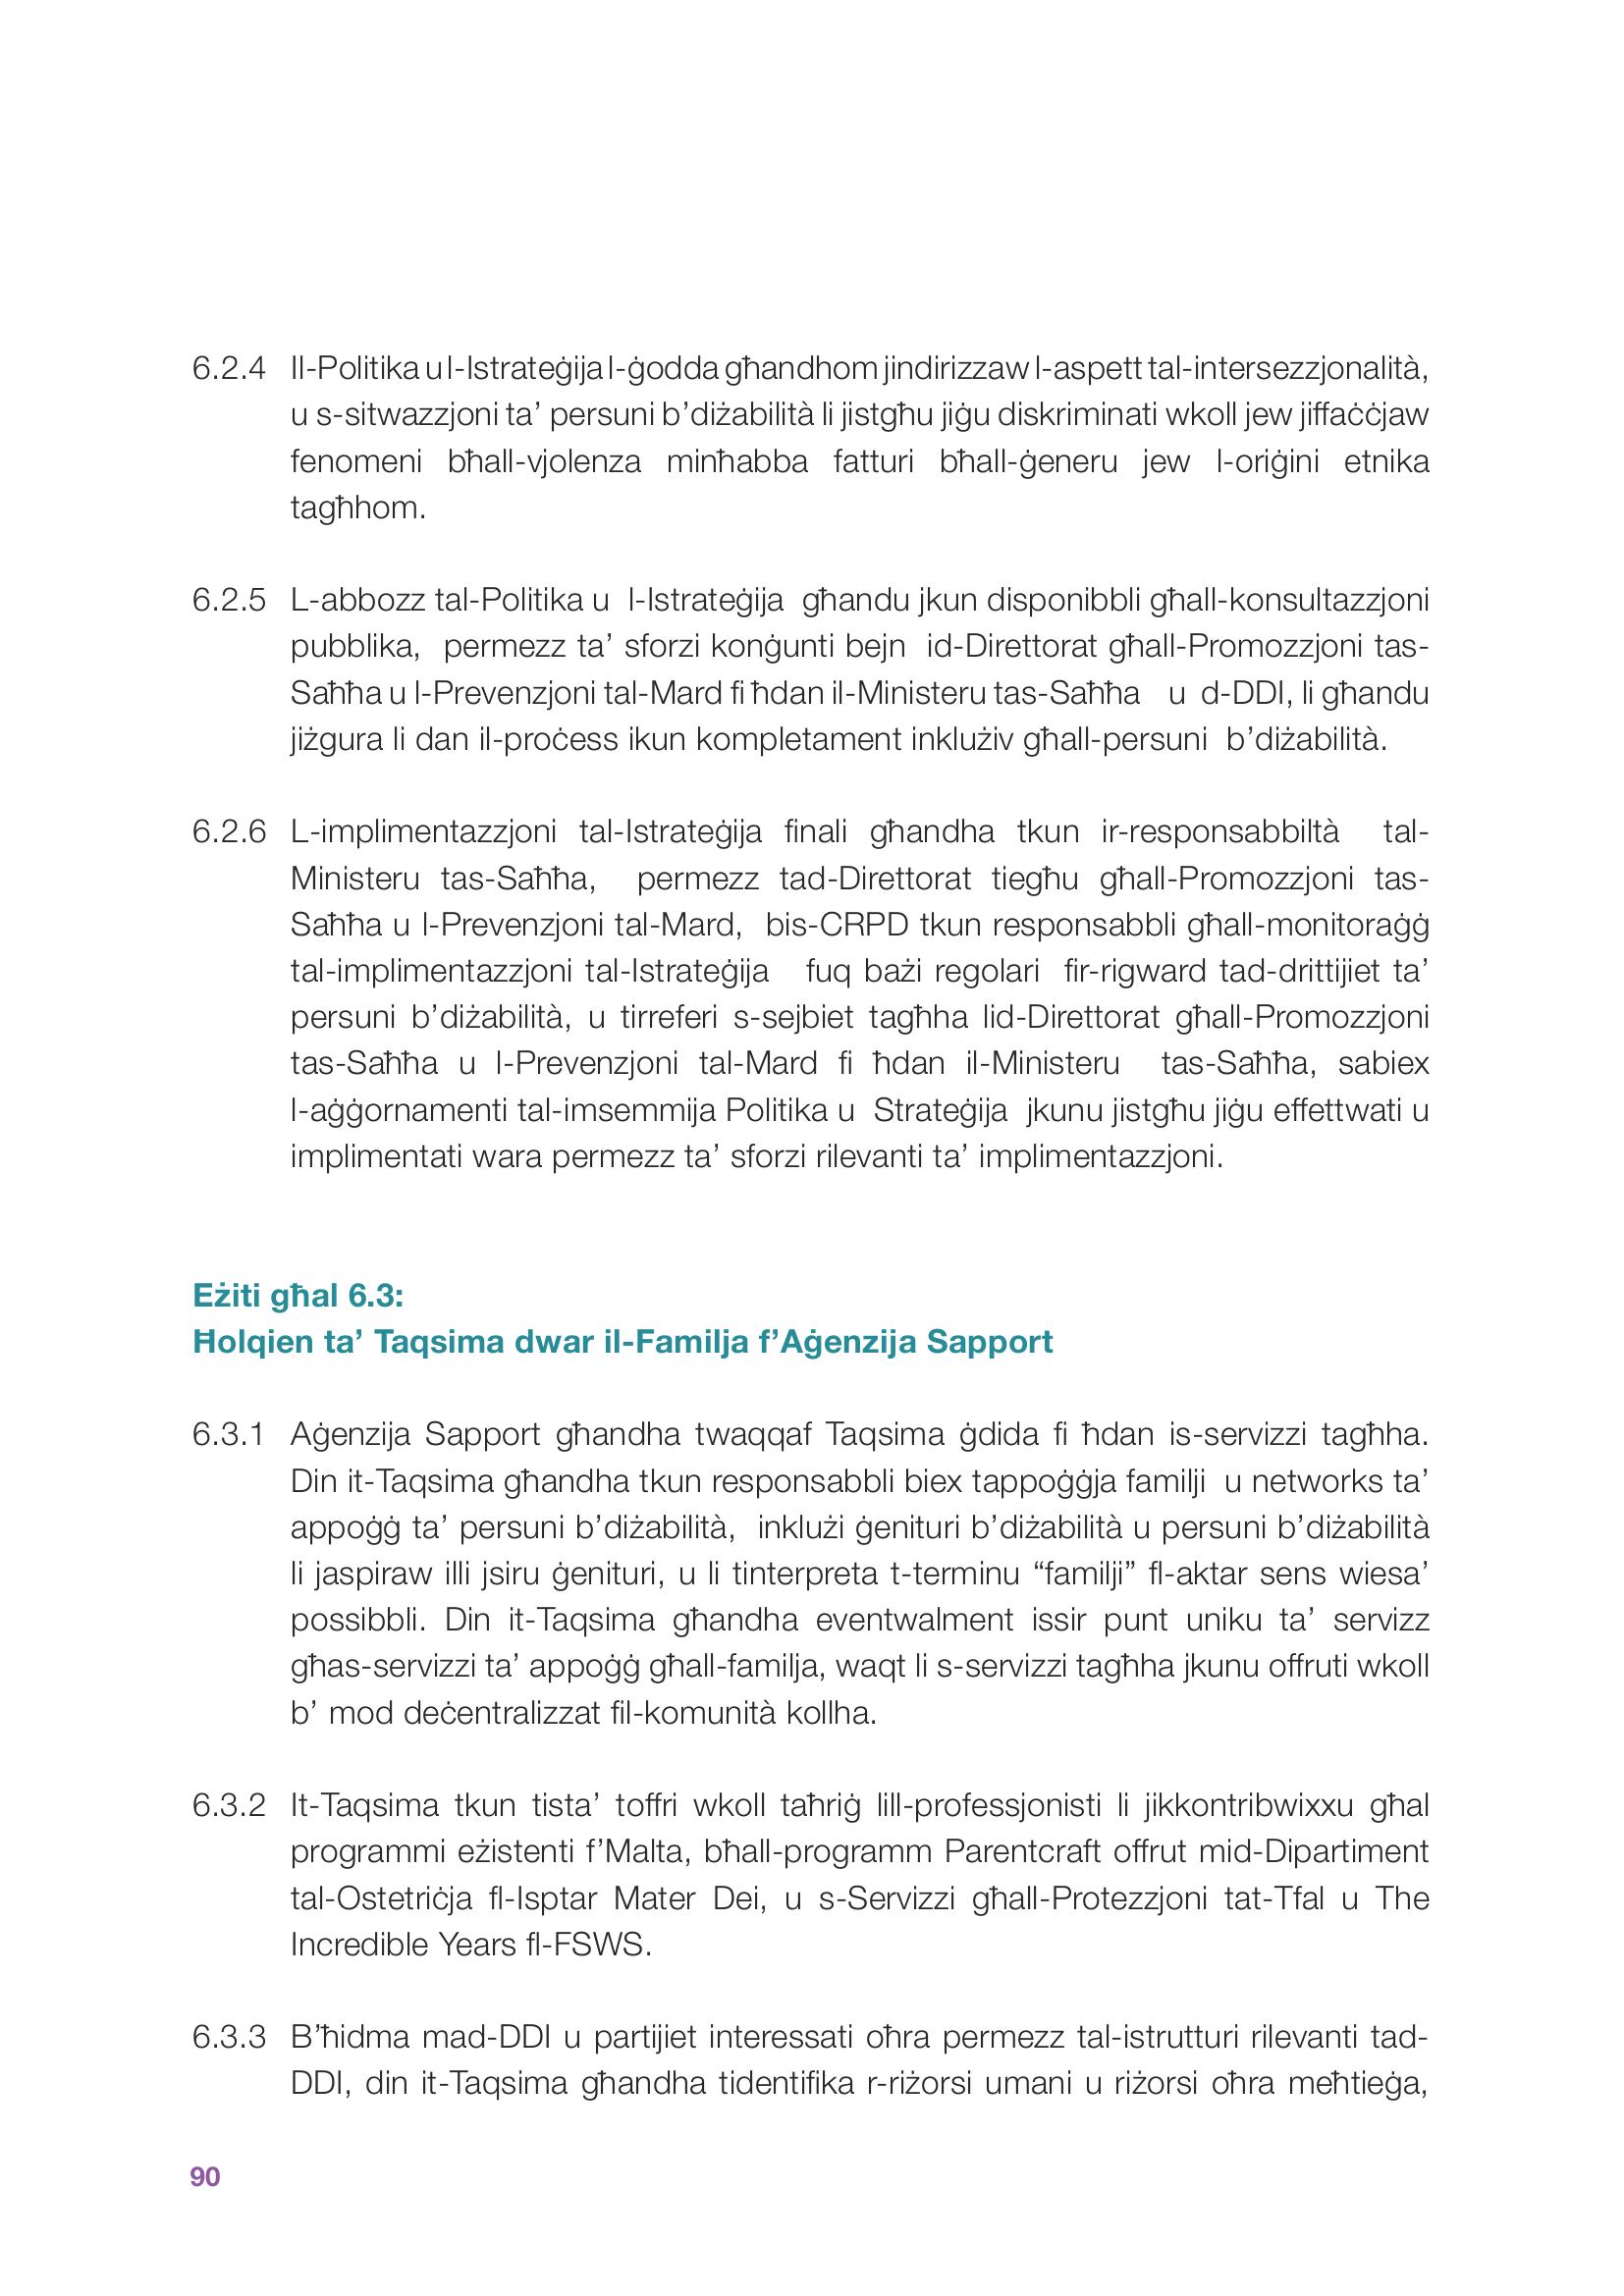 6.2.4 Il-Politika u l-Istrateġija l-ġodda għandhom jindirizzaw l-aspett tal-intersezzjonalità,
u s-sitwazzjoni ta’ persuni b’diżabilità li jistgħu jiġu diskriminati wkoll jew jiffaċċjaw
fenomeni bħall-vjolenza minħabba fatturi bħall-ġeneru jew l-oriġini etnika
tagħhom.
6.2.5 L-abbozz tal-Politika u l-Istrateġija għandu jkun disponibbli għall-konsultazzjoni
pubblika, permezz ta’ sforzi konġunti bejn id-Direttorat għall-Promozzjoni tas-
Saħħa u l-Prevenzjoni tal-Mard fi ħdan il-Ministeru tas-Saħħa u d-DDI, li għandu
jiżgura li dan il-proċess ikun kompletament inklużiv għall-persuni b’diżabilità.
6.2.6 L-implimentazzjoni tal-Istrateġija finali għandha tkun ir-responsabbiltà tal-
Ministeru tas-Saħħa, permezz tad-Direttorat tiegħu għall-Promozzjoni tas-
Saħħa u l-Prevenzjoni tal-Mard, bis-CRPD tkun responsabbli għall-monitoraġġ
tal-implimentazzjoni tal-Istrateġija fuq bażi regolari fir-rigward tad-drittijiet ta’
persuni b’diżabilità, u tirreferi s-sejbiet tagħha lid-Direttorat għall-Promozzjoni
tas-Saħħa u l-Prevenzjoni tal-Mard fi ħdan il-Ministeru tas-Saħħa, sabiex
l-aġġornamenti tal-imsemmija Politika u Strateġija jkunu jistgħu jiġu effettwati u
implimentati wara permezz ta’ sforzi rilevanti ta’ implimentazzjoni.
Eżiti għal 6.3:
Ħolqien ta’ Taqsima dwar il-Familja f’Aġenzija Sapport
6.3.1 Aġenzija Sapport għandha twaqqaf Taqsima ġdida fi ħdan is-servizzi tagħha.
Din it-Taqsima għandha tkun responsabbli biex tappoġġja familji u networks ta’
appoġġ ta’ persuni b’diżabilità, inklużi ġenituri b’diżabilità u persuni b’diżabilità
li jaspiraw illi jsiru ġenituri, u li tinterpreta t-terminu “familji” fl-aktar sens wiesa’
possibbli. Din it-Taqsima għandha eventwalment issir punt uniku ta’ servizz
għas-servizzi ta’ appoġġ għall-familja, waqt li s-servizzi tagħha jkunu offruti wkoll
b’ mod deċentralizzat fil-komunità kollha.
6.3.2 It-Taqsima tkun tista’ toffri wkoll taħriġ lill-professjonisti li jikkontribwixxu għal
programmi eżistenti f’Malta, bħall-programm Parentcraft offrut mid-Dipartiment
tal-Ostetriċja fl-Isptar Mater Dei, u s-Servizzi għall-Protezzjoni tat-Tfal u The
Incredible Years fl-FSWS.
6.3.3 B’ħidma mad-DDI u partijiet interessati oħra permezz tal-istrutturi rilevanti tad-
DDI, din it-Taqsima għandha tidentifika r-riżorsi umani u riżorsi oħra meħtieġa,
90